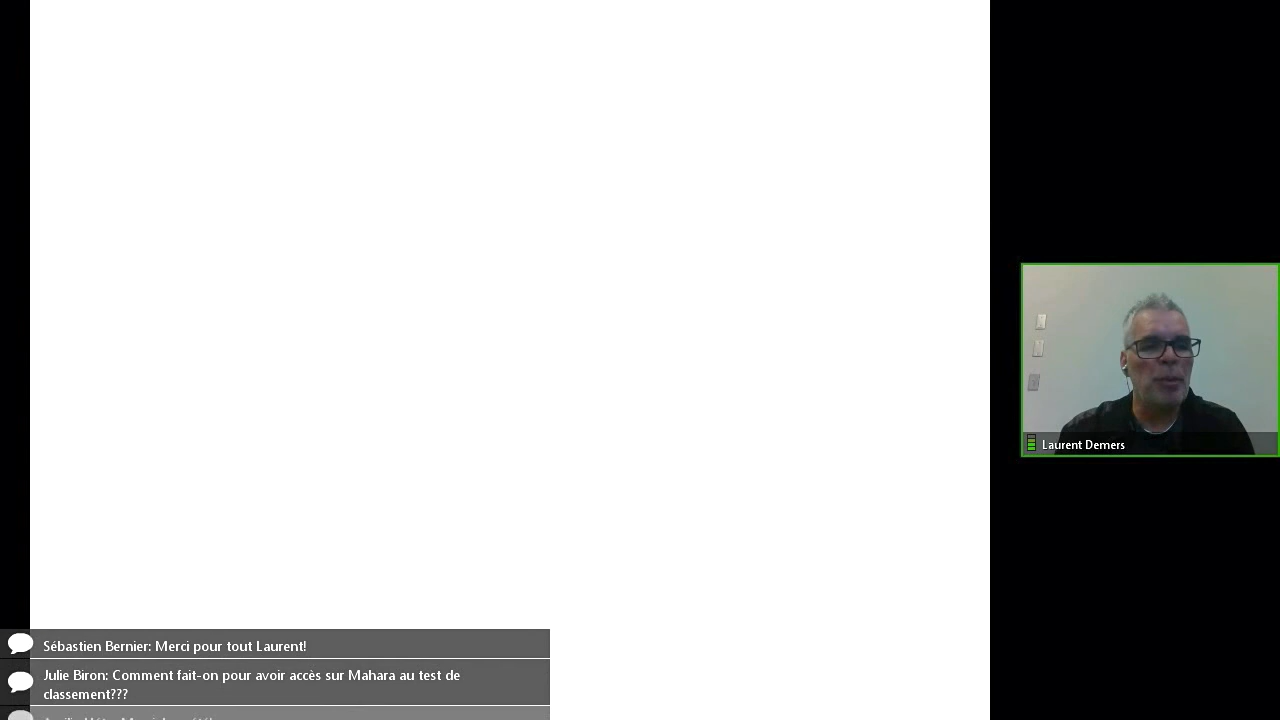 Laurent Demers
Sébastien Bernier: Merci pour tout Laurent!
Julie Biron: Comment fait-on pour avoir accès sur Mahara au test de
classement???